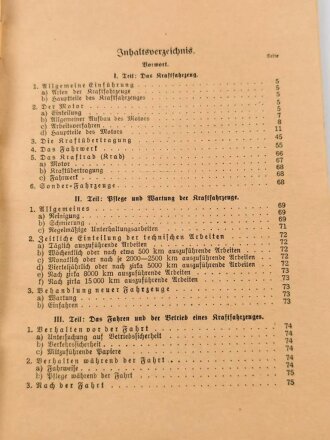 Inhaltsverzeichnis.
Seite
Vorwort.
I. Teil: Das Kraftfahrzeug.
1. Allgemeine Einführung 5
a) Arten der Kraftfahrzeuge 5
b) Hauptteile des Kraftfahrzeuges 5
2. Der Motor 5
a) Einteilung 5
b) Allgemeiner Aufbau des Motors 7
c) Arbeitsverfahren 8
d) Hauptteile des Motors 11
3. Die Kraftübertragung 45
4. Das Fahrwerk 55
5. Das Kraftrad (Krad) 66
a) Motor 67
b) Kraftübertragung 68
c) Fahrwerk 68
6. Sonder-Fahrzeuge 68
II. Teil: Pflege und Wartung der Kraftfahrzeuge.
1. Allgemeines 69
a) Reinigung 69
b) Schmierung
c) Regelmäßige Unterhaltungsarbeiten 71
2. Zeitliche Einteilung der technischen Arbeiten 72
a) Täglich auszuführende Arbeiten 72
b) Wöchentlich oder nach etwa 500 km auszuführende Arbeiten 72
c) Monatlich oder nach je 2000—2500 km auszuführende Arbeiten 72
d) Vierteljährlich oder nach zirka 5000 km auszuführende Arbeiten 72
e) Nach zirka 8000 km auszuführende Arbeiten 73
f) Nach zirka 15 000 km auszuführende Arbeiten
3. Behandlung neuer Fahrzeuge 73
a) Wartung 73
b) Einfahren 73
III. Teil: Das Fahren und der Betrieb eines Kraftfahrzeuges.
1. Verhalten vor der Fahrt 74
a) Untersuchung auf Betriebssicherheit 74
b) Verkehrssicherheit 74
c) Mitzuführende Papiere 74
2. Verhalten während der Fahrt 74
a) Fahrweise 74
b) Pflege während der Fahrt 74
3. Nach der Fahrt 75